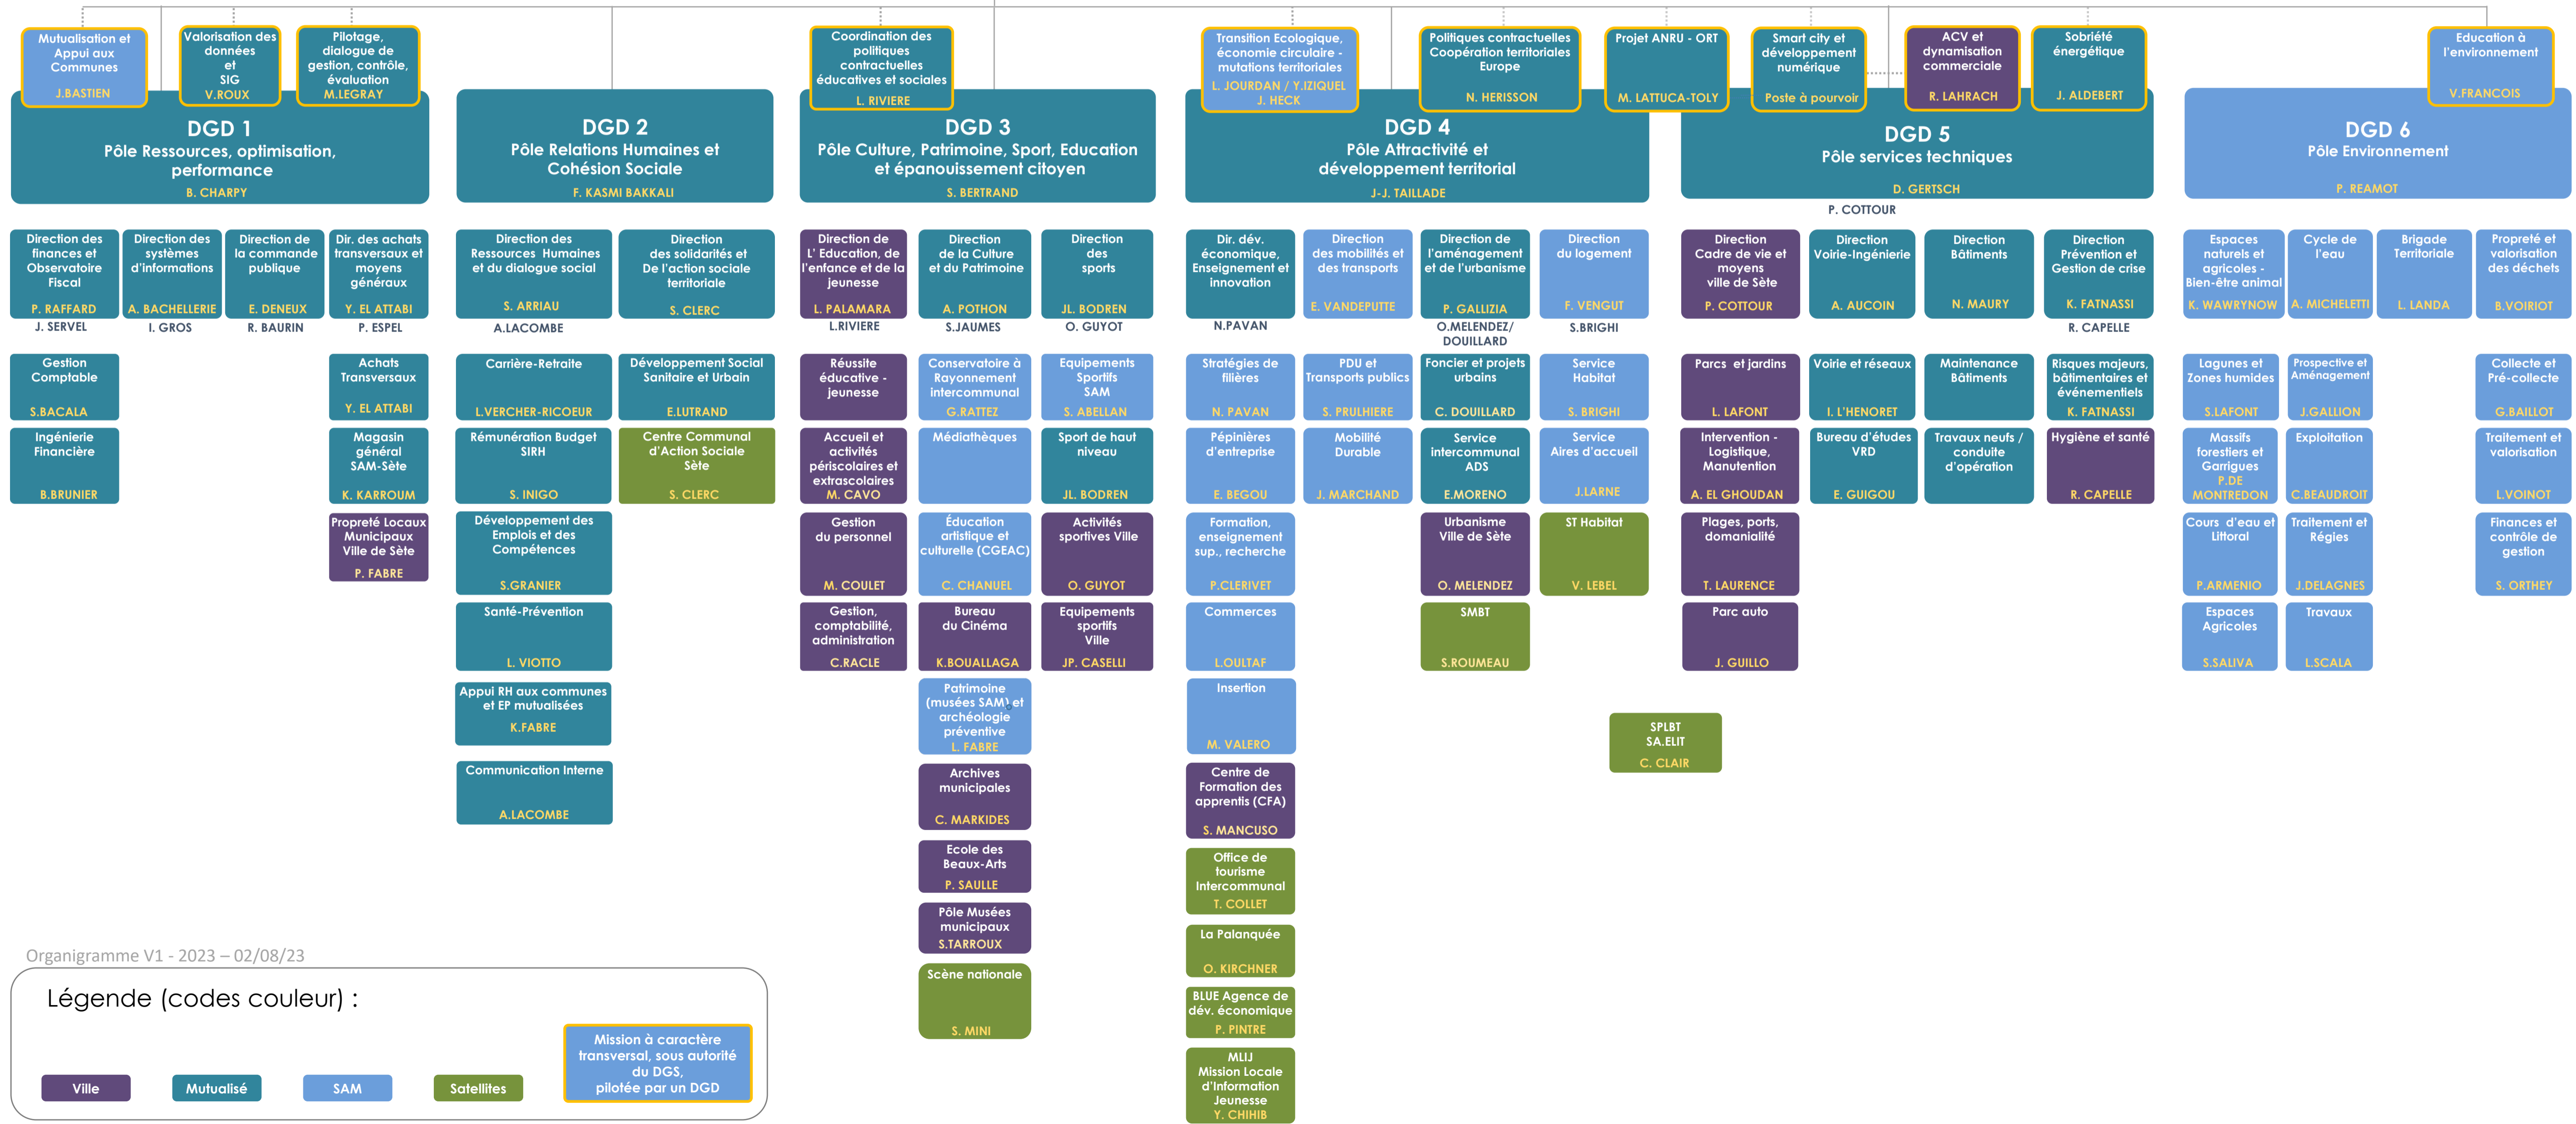 Mutualisation et
Appui aux
Communes
J.BASTIEN
Valorisation des
données
et
SIG
V.ROUX
Pilotage,
dialogue de
gestion, contrôle,
évaluation
M.LEGRAY
DGD 1
Pôle Ressources, optimisation,
performance
B. CHARPY
DGD 2
Pôle Relations Humaines et
Cohésion Sociale
F. KASMI BAKKALI
Coordination des
politiques
contractuelles
éducatives et sociales
L. RIVIERE
DGD 3
Pôle Culture, Patrimoine, Sport, Education
et épanouissement citoyen
S. BERTRAND
Transition Ecologique,
économie circulaire -
mutations territoriales
L. JOURDAN / Y.IZIQUEL
J. HECK
Politiques contractuelles
Coopération territoriales
Europe
N. HERISSON
Projet ANRU - ORT
M. LATTUCA-TOLY
DGD 4
Pôle Attractivité et
développement territorial
J-J. TAILLADE
Smart city et
développement
numérique
Poste à pourvoir
ACV et
dynamisation
commerciale
R. LAHRACH
Sobriété
énergétique
J. ALDEBERT
DGD 5
Pôle services techniques
D. GERTSCH
P. COTTOUR
Education à
l'environnement
V.FRANCOIS
DGD 6
Pôle Environnement
P. REAMOT
Direction des
finances et
Observatoire
Fiscal
P. RAFFARD
J. SERVEL
Direction des
systèmes
d'informations
A. BACHELLERIE
I. GROS
Direction de
la commande
publique
E. DENEUX
R. BAURIN
Dir. des achats
transversaux et
moyens
généraux
Y. EL ATTABI
P. ESPEL
Direction des
Ressources Humaines
et du dialogue social
S. ARRIAU
A.LACOMBE
Direction
des solidarités et
De l'action sociale
territoriale
S. CLERC
Direction de
L' Education, de
l'enfance et de la
jeunesse
L. PALAMARA
L.RIVIERE
Direction
de la Culture
et du Patrimoine
A. POTHON
S.JAUMES
Direction
des
sports
JL. BODREN
O. GUYOT
Dir. dév.
économique,
Enseignement et
innovation
N.PAVAN
Direction
des mobilités et
des transports
E. VANDEPUTTE
Direction de
l'aménagement
et de l'urbanisme
P. GALLIZIA
O.MELENDEZ/
DOUILLARD
Direction
du logement
F. VENGUT
S.BRIGHI
Direction
Cadre de vie et
moyens
ville de Sète
P. COTTOUR
Direction
Voirie-Ingénierie
A. AUCOIN
Direction
Bâtiments
N. MAURY
Direction
Prévention et
Gestion de crise
K. FATNASSI
R. CAPELLE
Espaces
naturels et
agricoles -
Bien-être animal
K. WAWRYNOW
Cycle de
l'eau
A. MICHELETTI
Brigade
Territoriale
L. LANDA
Propreté et
valorisation
des déchets
B.VOIRIOT
Gestion
Comptable
S.BACALA
Ingénierie
Financière
B.BRUNIER
Achats
Transversaux
Y. EL ATTABI
Magasin
général
SAM-Sète
K. KARROUM
Propreté Locaux
Municipaux
Ville de Sète
P. FABRE
Carrière-Retraite
L.VERCHER-RICOEUR
Rémunération Budget
SIRH
S. INIGO
Développement des
Emplois et des
Compétences
S.GRANIER
Santé-Prévention
L. VIOTTO
Appui RH aux communes
et EP mutualisées
K.FABRE
Communication Interne
A.LACOMBE
Développement Social
Sanitaire et Urbain
E.LUTRAND
Centre Communal
d'Action Sociale
Sète
S. CLERC
Réussite
éducative -
jeunesse
Accueil et
activités
périscolaires et
extrascolaires
M. CAVO
Gestion
du personnel
M. COULET
Gestion,
comptabilité,
administration
C.RACLE
Conservatoire à
Rayonnement
intercommunal
G.RATTEZ
Médiathèques
Éducation
artistique et
culturelle (CGEAC)
C. CHANUEL
Bureau
du Cinéma
K.BOUALLAGA
Patrimoine
(musées SAM) et
archéologie
préventive
L. FABRE
Archives
municipales
C. MARKIDES
Ecole des
Beaux-Arts
P. SAULLE
Pôle Musées
municipaux
S.TARROUX
Scène nationale
S. MINI
Equipements
Sportifs
SAM
S. ABELLAN
Sport de haut
niveau
JL. BODREN
Activités
sportives Ville
O. GUYOT
Equipements
sportifs
Ville
JP. CASELLI
Stratégies de
filières
N. PAVAN
Pépinières
d'entreprise
E. BEGOU
Formation,
enseignement
sup., recherche
P.CLERIVET
Commerces
L.OULTAF
Insertion
M. VALERO
Centre de
Formation des
apprentis (CFA)
S. MANCUSO
Office de
tourisme
Intercommunal
T. COLLET
La Palanquée
O. KIRCHNER
BLUE Agence de
dév. économique
P. PINTRE
MLIJ
Mission Locale
d'Information
Jeunesse
Y. CHIHIB
PDU et
Transports publics
S. PRULHIERE
Mobilité
Durable
J. MARCHAND
Foncier et projets
urbains
C. DOUILLARD
Service
intercommunal
ADS
E.MORENO
Urbanisme
Ville de Sète
O. MELENDEZ
SMBT
S.ROUMEAU
Service
Habitat
S. BRIGHI
Service
Aires d'accueil
J.LARNE
ST Habitat
V. LEBEL
SPLBT
SA.ELIT
C. CLAIR
Parcs et jardins
L. LAFONT
Intervention -
Logistique,
Manutention
A. EL GHOUDAN
Plages, ports,
domanialité
T. LAURENCE
Parc auto
J. GUILLO
Voirie et réseaux
I. L'HENORET
Bureau d'études
VRD
E. GUIGOU
Maintenance
Bâtiments
Travaux neufs /
conduite
d'opération
Risques majeurs,
bâtimentaires et
événementiels
K. FATNASSI
Hygiène et santé
R. CAPELLE
Lagunes et
Zones humides
S.LAFONT
Massifs
forestiers et
Garrigues
P.DE
MONTREDON
Cours d'eau et
Littoral
P.ARMENIO
Espaces
Agricoles
S.SALIVA
Prospective et
Aménagement
J.GALLION
Exploitation
C.BEAUDROIT
Traitement et
Régies
J.DELAGNES
Travaux
L.SCALA
Collecte et
Pré-collecte
G.BAILLOT
Traitement et
valorisation
L.VOINOT
Finances et
contrôle de
gestion
S. ORTHEY
Organigramme V1 - 2023 – 02/08/23
Légende (codes couleur) :
Ville
Mutualisé
SAM
Satellites
Mission à caractère
transversal, sous autorité
du DGS,
pilotée par un DGD